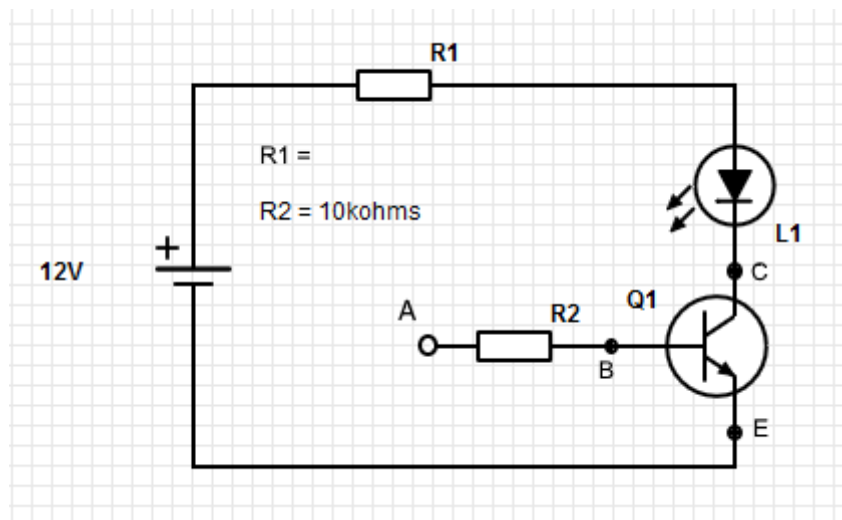 R1
R1 =
R2 = 10kohms
L1
+
12V
C
Q1
A
R2
B
E